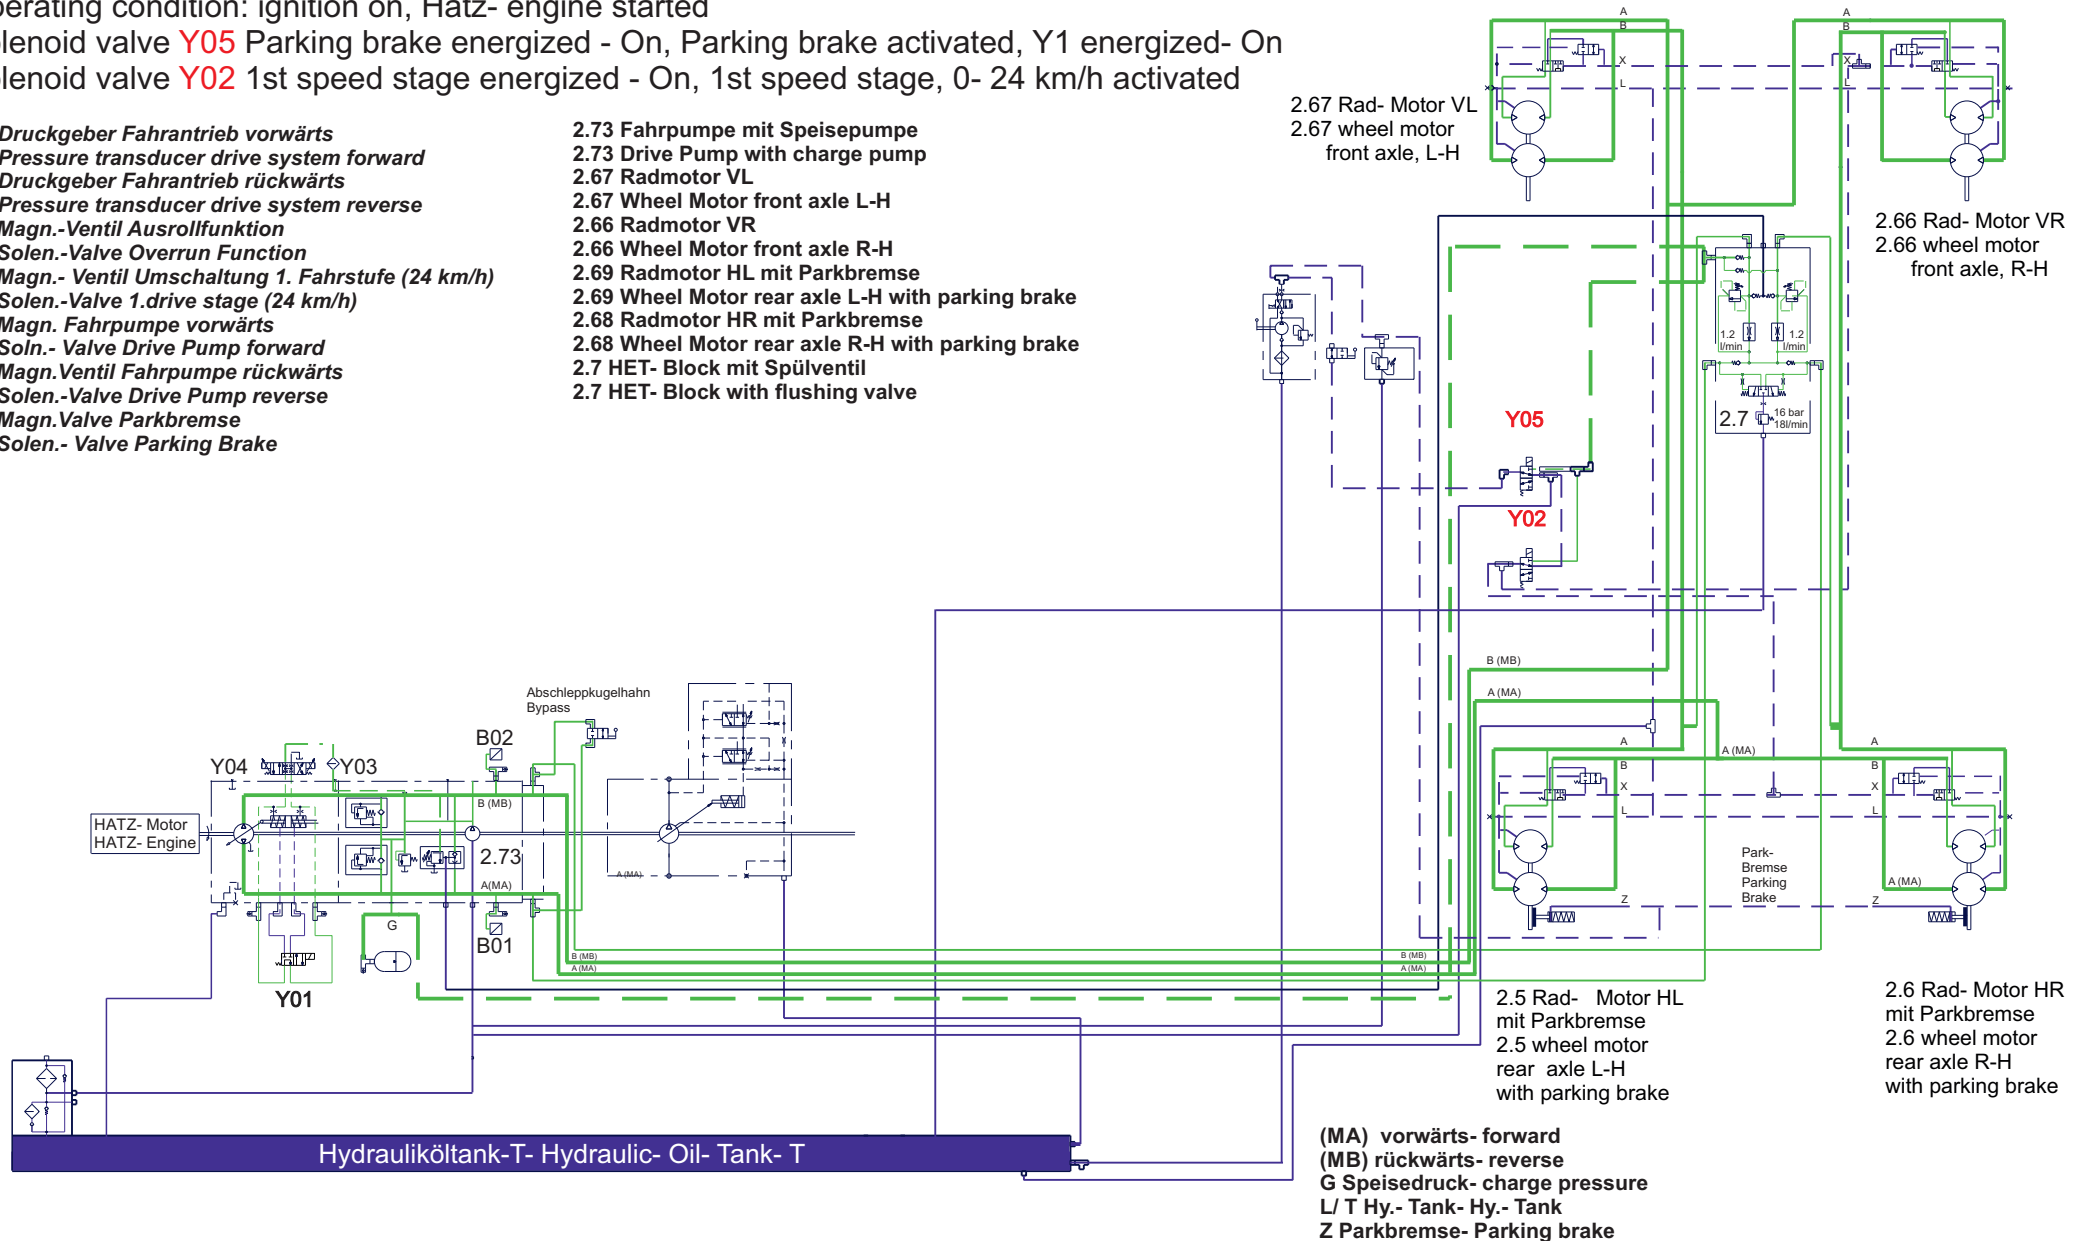 perating condition: ignition on, Hatz- engine started
lenoid valve Y05 Parking brake energized - On, Parking brake activated, Y1 energized- On
lenoid valve Y02 1st speed stage energized - On, 1st speed stage, 0- 24 km/h activated
Druckgeber Fahrantrieb vorwärts
Pressure transducer drive system forward
Druckgeber Fahrantrieb rückwärts
Pressure transducer drive system reverse
Magn.-Ventil Ausrollfunktion
Solen.-Valve Overrun Function
Magn.- Ventil Umschaltung 1. Fahrstufe (24 km/h)
Solen.-Valve 1.drive stage (24 km/h)
Magn. Fahrpumpe vorwärts
Soln.- Valve Drive Pump forward
Magn.Ventil Fahrpumpe rückwärts
Solen.-Valve Drive Pump reverse
Magn.Valve Parkbremse
Solen.- Valve Parking Brake
2.73 Fahrpumpe mit Speisepumpe
2.73 Drive Pump with charge pump
2.67 Radmotor VL
2.67 Wheel Motor front axle L-H
2.66 Radmotor VR
2.66 Wheel Motor front axle R-H
2.69 Radmotor HL mit Parkbremse
2.69 Wheel Motor rear axle L-H with parking brake
2.68 Radmotor HR mit Parkbremse
2.68 Wheel Motor rear axle R-H with parking brake
2.7 HET- Block mit Spülventil
2.7 HET- Block with flushing valve
A
B
X
L
A
B
X
L
2.67 Rad- Motor VL
2.67 wheel motor
front axle, L-H
2.66 Rad- Motor VR
2.66 wheel motor
front axle, R-H
1.2
l/min
1.2
l/min
2.7
16 bar
18l/min
Y05
Y02
B (MB)
A (MA)
Abschleppkugelhahn
Bypass
B02
Y04
Y03
B (MB)
HATZ- Motor
HATZ- Engine
2.73
A(MA)
A (MA)
G
B01
Y01
B (MB)
A (MA)
B (MB)
A (MA)
A
B
X
L
Z
A (MA)
A
B
X
L
A (MA)
Z
Park-
Bremse
Parking
Brake
2.5 Rad- Motor HL
mit Parkbremse
2.5 wheel motor
rear axle L-H
with parking brake
2.6 Rad- Motor HR
mit Parkbremse
2.6 wheel motor
rear axle R-H
with parking brake
Hydrauliköltank-T- Hydraulic- Oil- Tank- T
(MA) vorwärts- forward
(MB) rückwärts- reverse
G Speisedruck- charge pressure
L/ T Hy.- Tank- Hy.- Tank
Z Parkbremse- Parking brake